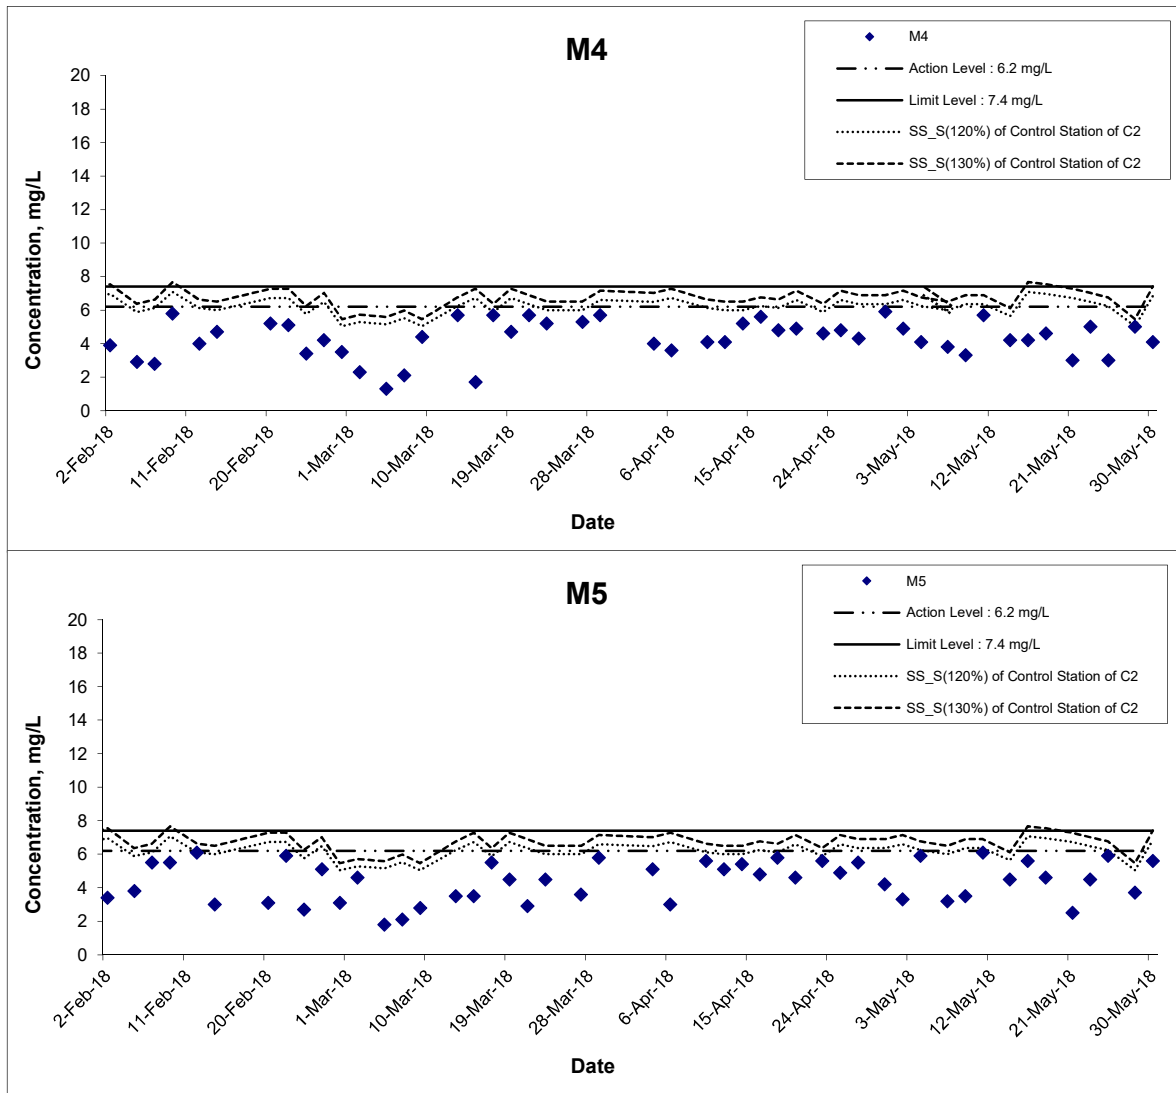 M4
M4
Action Level : 6.2 mg/L
Limit Level : 7.4 mg/L
SS_S(120%) of Control Station of C2
SS_S(130%) of Control Station of C2
Concentration, mg/L
20
18
16
14
12
10
8
6
4
2
0
2-Feb-18
11-Feb-18
20-Feb-18
1-Mar-18
10-Mar-18
19-Mar-18
28-Mar-18
6-Apr-18
15-Apr-18
24-Apr-18
3-May-18
12-May-18
21-May-18
30-May-18
Date
M5
M5
Action Level : 6.2 mg/L
Limit Level : 7.4 mg/L
SS_S(120%) of Control Station of C2
SS_S(130%) of Control Station of C2
Concentration, mg/L
20
18
16
14
12
10
8
6
4
2
0
2-Feb-18
11-Feb-18
20-Feb-18
1-Mar-18
10-Mar-18
19-Mar-18
28-Mar-18
6-Apr-18
15-Apr-18
24-Apr-18
3-May-18
12-May-18
21-May-18
30-May-18
Date